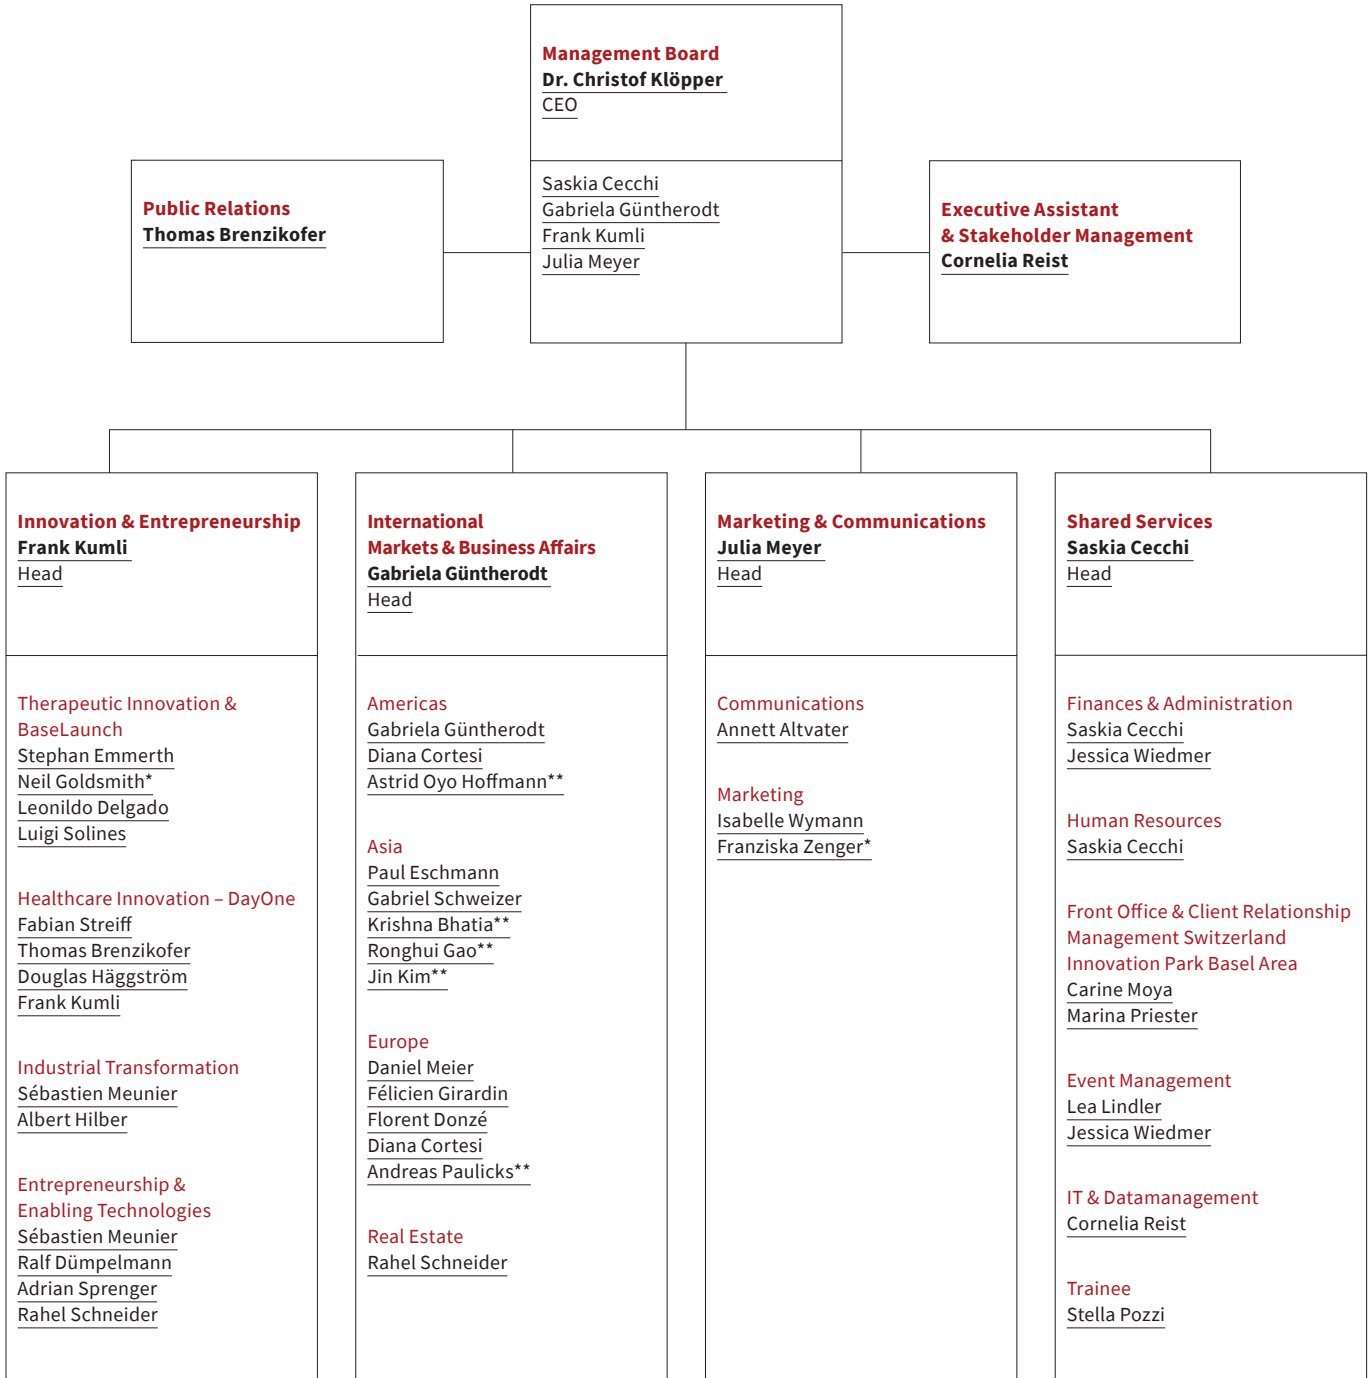 Management Board
Dr. Christof Klöpper
CEO
Saskia Cecchi
Gabriela Güntherodt
Frank Kumli
Julia Meyer
Public Relations
Thomas Brenzikofer
Executive Assistant
& Stakeholder Management
Cornelia Reist
Innovation & Entrepreneurship
Frank Kumli
Head
Therapeutic Innovation &
BaseLaunch
Stephan Emmerth
Neil Goldsmith*
Leonildo Delgado
Luigi Solines
Healthcare Innovation – DayOne
Fabian Streiff
Thomas Brenzikofer
Douglas Häggström
Frank Kumli
Industrial Transformation
Sébastien Meunier
Albert Hilber
Entrepreneurship &
Enabling Technologies
Sébastien Meunier
Ralf Dümpelmann
Adrian Sprenger
Rahel Schneider
International
Markets & Business Affairs
Gabriela Güntherodt
Head
Americas
Gabriela Güntherodt
Diana Cortesi
Astrid Oyo Hoffmann**
Asia
Paul Eschmann
Gabriel Schweizer
Krishna Bhatia**
Ronghui Gao**
Jin Kim**
Europe
Daniel Meier
Félicien Girardin
Florent Donzé
Diana Cortesi
Andreas Paulicks**
Real Estate
Rahel Schneider
Marketing & Communications
Julia Meyer
Head
Communications
Annett Altvater
Marketing
Isabelle Wymann
Franziska Zenger*
Shared Services
Saskia Cecchi
Head
Finances & Administration
Saskia Cecchi
Jessica Wiedmer
Human Resources
Saskia Cecchi
Front Office & Client Relationship
Management Switzerland
Innovation Park Basel Area
Carine Moya
Marina Priester
Event Management
Lea Lindler
Jessica Wiedmer
IT & Datamanagement
Cornelia Reist
Trainee
Stella Pozzi